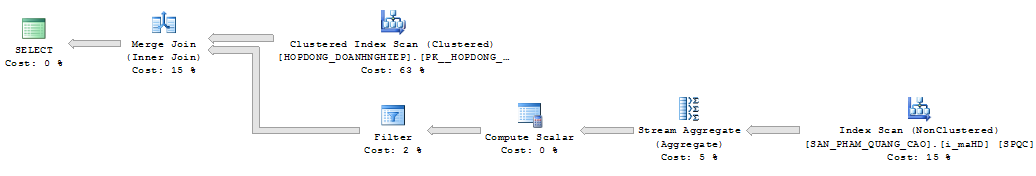 SELECT
Cost: 0 %
Merge Join
(Inner Join)
Cost: 15 %
Clustered Index Scan (Clustered)
[HOPDONG_DOANHNGHIEP].[PK__HOPDONG_…
Cost: 63 %
Filter
Cost: 2 %
Compute Scalar
Cost: 0 %
Stream Aggregate
(Aggregate)
Cost: 5 %
Index Scan (NonClustered)
[SAN_PHAM_QUANG_CAO].[i_maHD] [SPQC]
Cost: 15 %